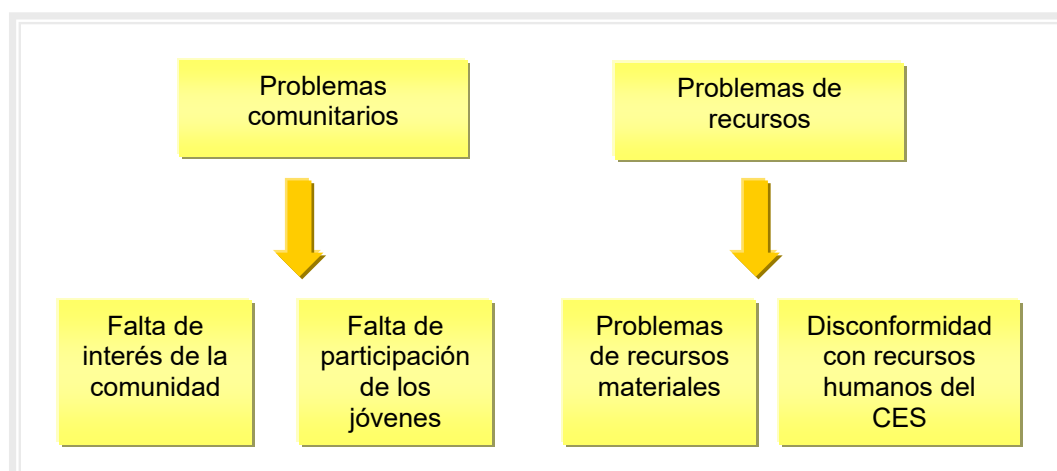 Problemas
comunitarios
Problemas de
recursos
Falta de
interés de la
comunidad
Falta de
participación
de los
jóvenes
Problemas
de recursos
materiales
Disconformidad
con recursos
humanos del
CES